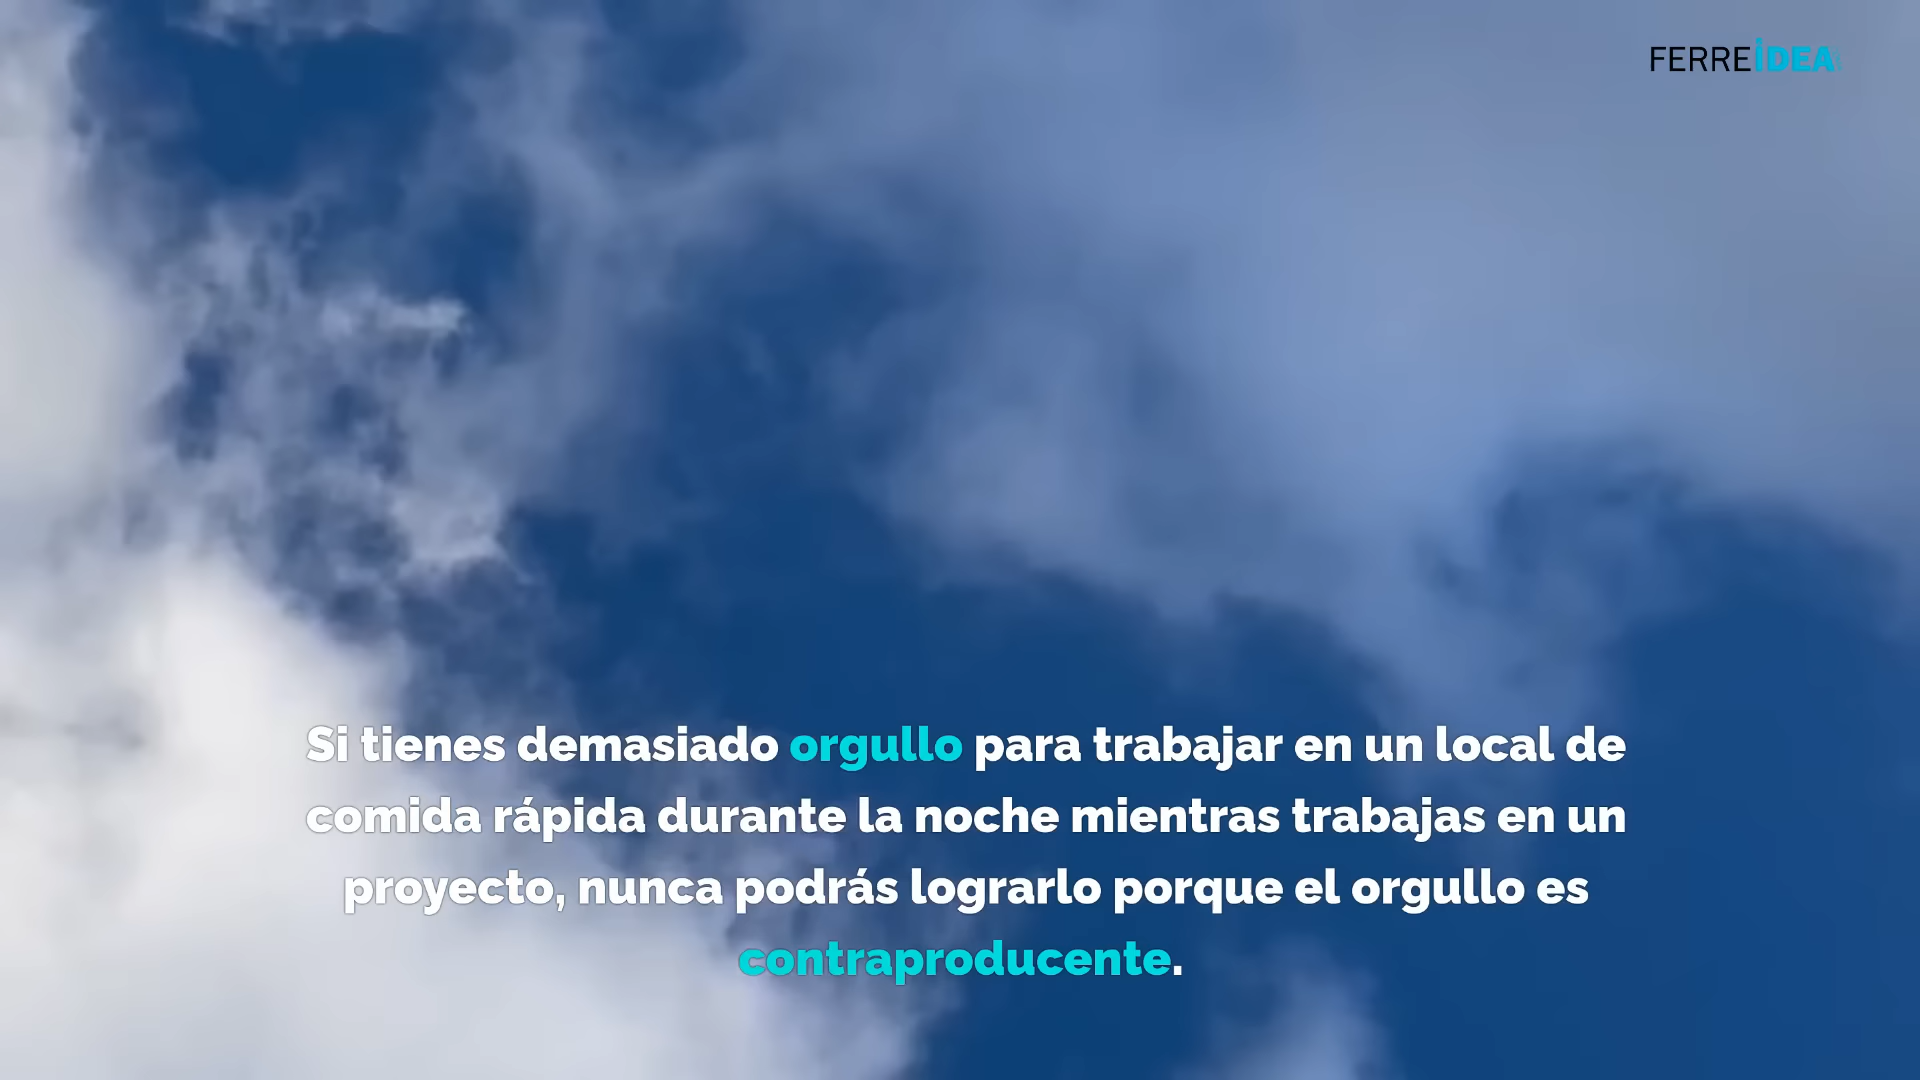 FERREiDEA
Si tienes demasiado orgullo para trabajar en un local de
comida rápida durante la noche mientras trabajas en un
proyecto, nunca podrás lograrlo porque el orgullo es
contraproducente.